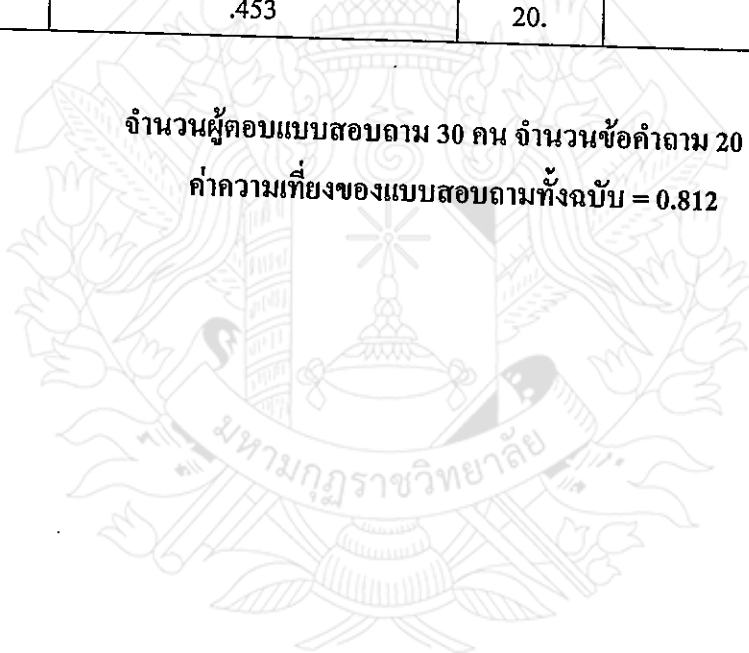 .453 20.
จำนวนผู้ตอบแบบสอบถาม 30 คน จำนวนข้อคำถาม 20
ค่าความเที่ยงของแบบสอบถามทั้งฉบับ = 0.812
มหามกุฏราชวิทยาลัย